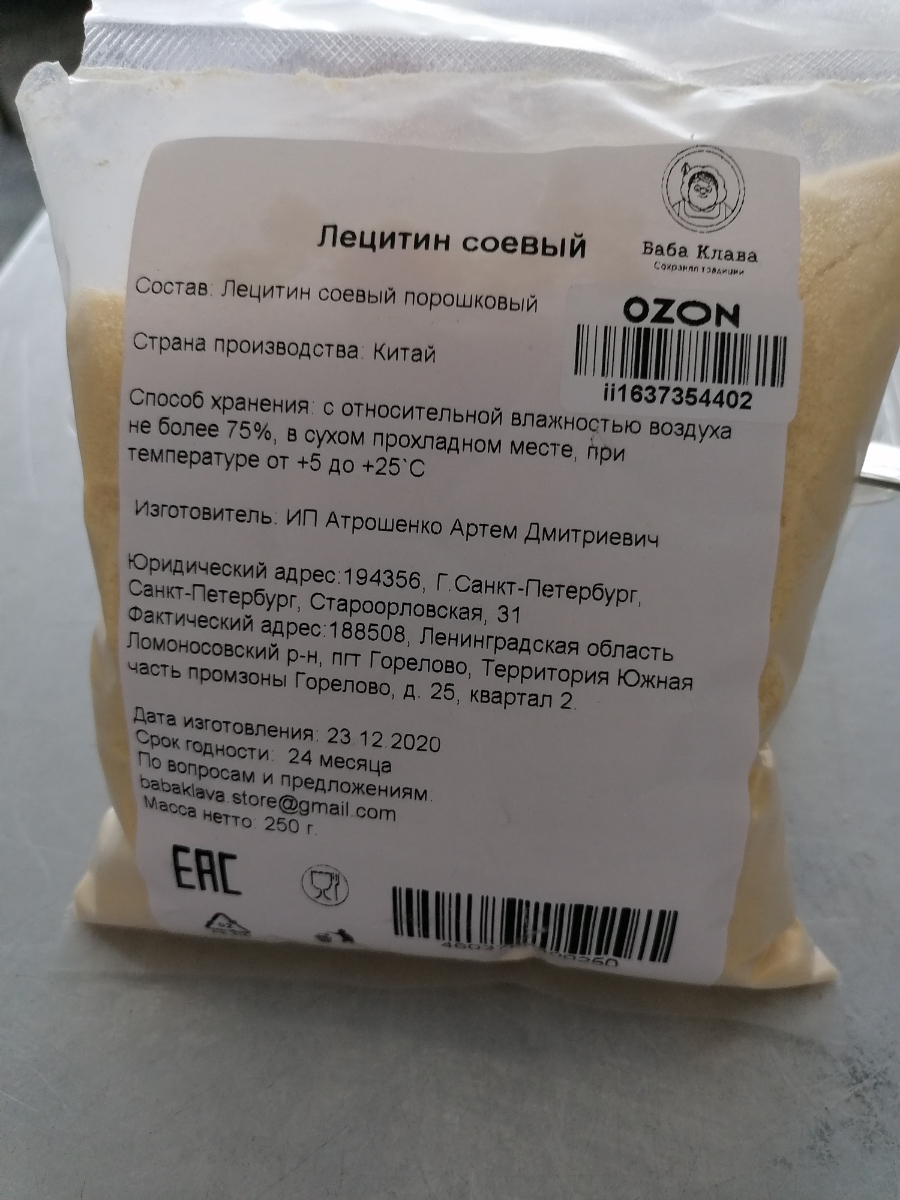 Лецитин соевый
Баба Клава
Сохраняя традиции
Состав: Лецитин соевый порошковый
OZON
ii1637354402
Страна производства: Китай
Способ хранения: с относительной влажностью воздуха
не более 75%, в сухом прохладном месте, при
температуре от +5 до +25`C
Изготовитель: ИП Атрошенко Артем Дмитриевич
Юридический адрес:194356, Г.Санкт-Петербург,
Санкт-Петербург, Староорловская, 31
Фактический адрес:188508, Ленинградская область
Ломоносовский р-н, пгт Горелово, Территория Южная
часть промзоны Горелово, д. 25, квартал 2.
Дата изготовления: 23.12.2020
Срок годности: 24 месяца
По вопросам и предложениям:
babaklava.store@gmail.com
Масса нетто: 250 г.
EAC